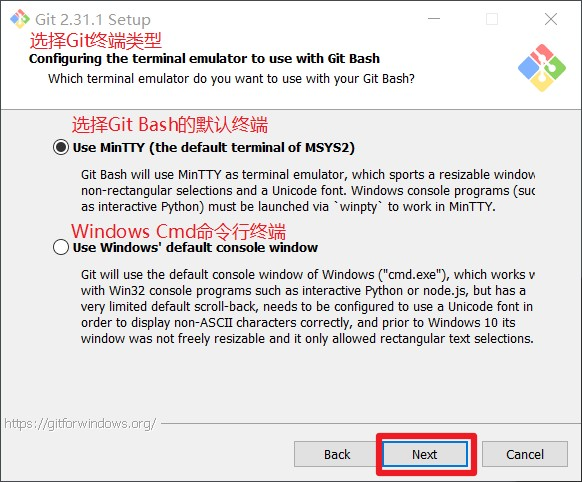 Git 2.31.1 Setup
选择Git终端类型
Configuring the terminal emulator to use with Git Bash
Which terminal emulator do you want to use with your Git Bash?
选择Git Bash的默认终端
Use MinTTY (the default terminal of MSYS2)
Git Bash will use MinTTY as terminal emulator, which sports a resizable window
non-rectangular selections and a Unicode font. Windows console programs (suc
as interactive Python) must be launched via `winpty` to work in MinTTY.
Windows Cmd命令行终端
Use Windows' default console window
Git will use the default console window of Windows ("cmd.exe"), which works w
with Win32 console programs such as interactive Python or node.js, but has a
very limited default scroll-back, needs to be configured to use a Unicode font in
order to display non-ASCII characters correctly, and prior to Windows 10 its
window was not freely resizable and it only allowed rectangular text selections.
https://gitforwindows.org/
Back Next Cancel